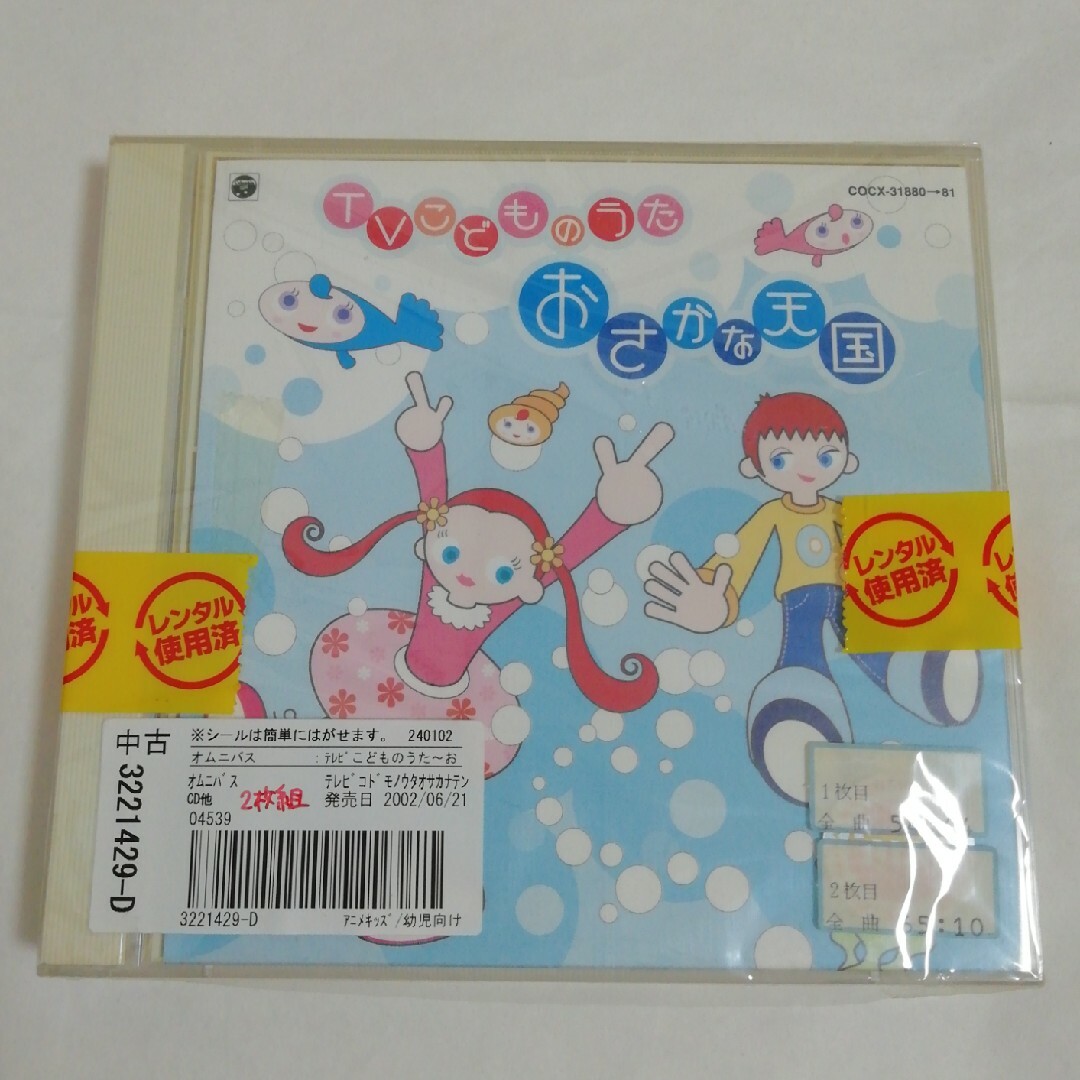 COCX-31880→81
TVこどものうた
おさかな天国
レンタル
使用済
レンタル
使用済
ル
済
※シールは簡単にはがせます。 240102
オムニバス :テレビこどものうた～お
オムニバス テレビコドモノウタオサカナテン
CD他 2枚組 発売日 2002/06/21
04539
3221429-D アニメキッズ/幼児向け
中古 3221429-D
1枚目
全曲
2枚目
全曲 65:10